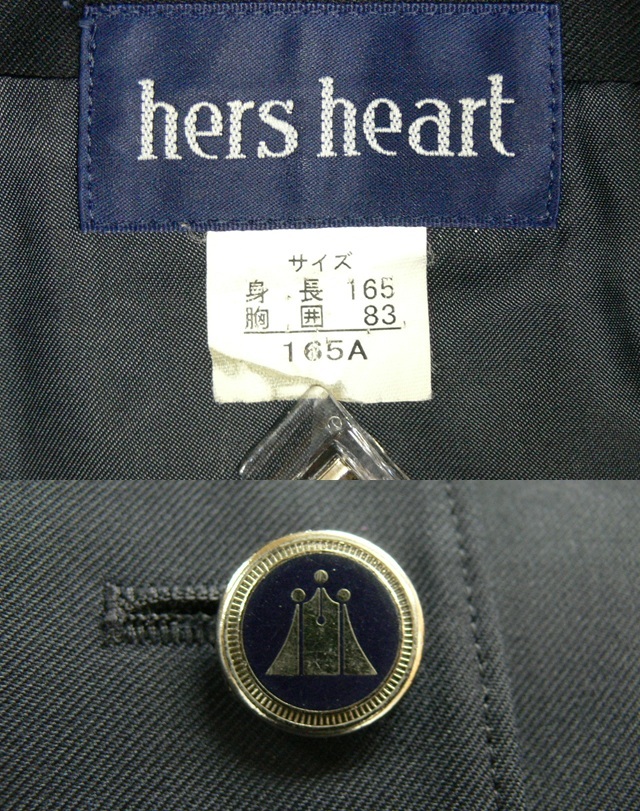 hers heart
サイズ
身 長 165
胸 囲 83
165A